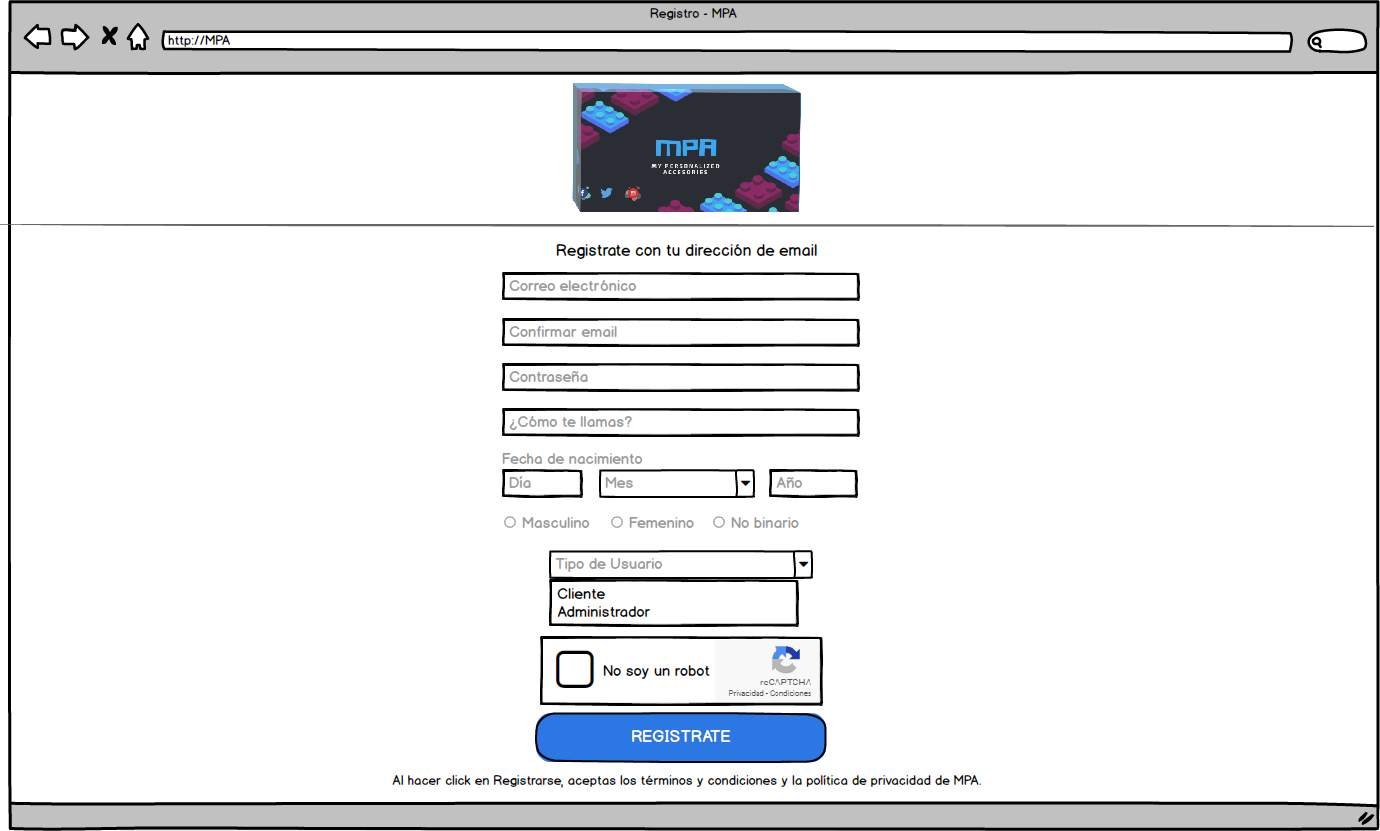 Registro - MPA
http://MPA
MPA
MY PERSONALIZED
ACCESORIES
Registrate con tu dirección de email
Correo electrónico
Confirmar email
Contraseña
¿Cómo te llamas?
Fecha de nacimiento
Día Mes Año
Masculino Femenino No binario
Tipo de Usuario
Cliente
Administrador
No soy un robot
reCAPTCHA
Privacidad - Condiciones
REGISTRATE
Al hacer click en Registrarse, aceptas los términos y condiciones y la política de privacidad de MPA.